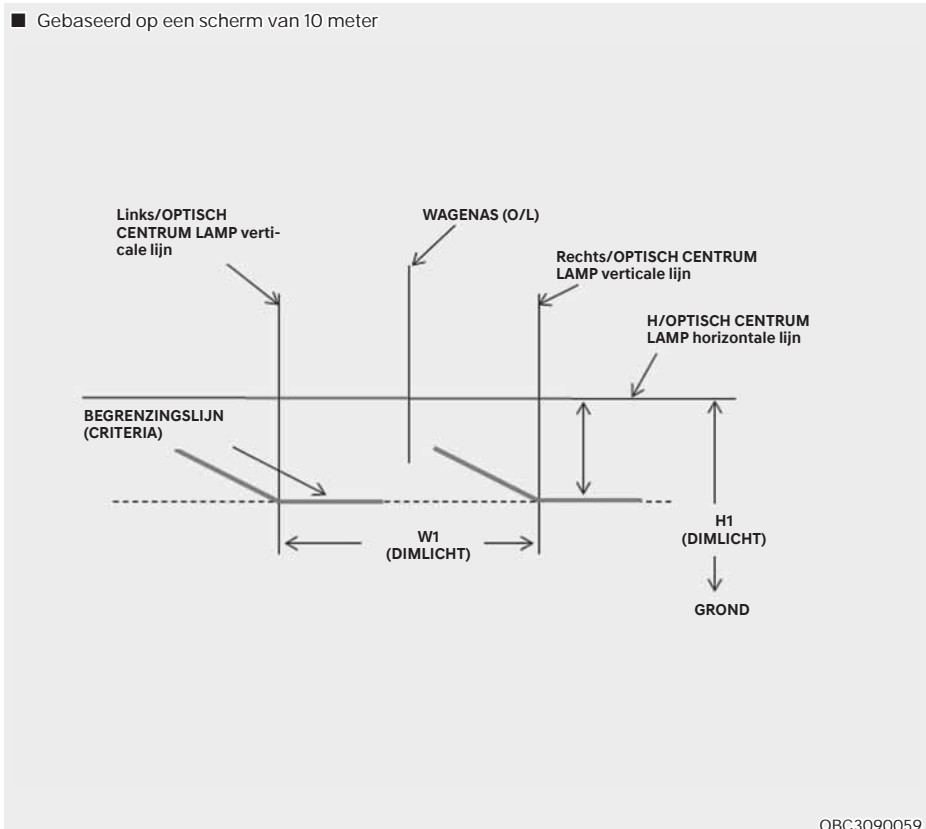 ■ Gebaseerd op een scherm van 10 meter
Links/OPTISCH
CENTRUM LAMP verti-
cale lijn
WAGENAS (O/L)
Rechts/OPTISCH CENTRUM
LAMP verticale lijn
H/OPTISCH CENTRUM
LAMP horizontale lijn
BEGRENZINGSLIJN
(CRITERIA)
W1
(DIMLICHT)
H1
(DIMLICHT)
GROND
OBC3090059